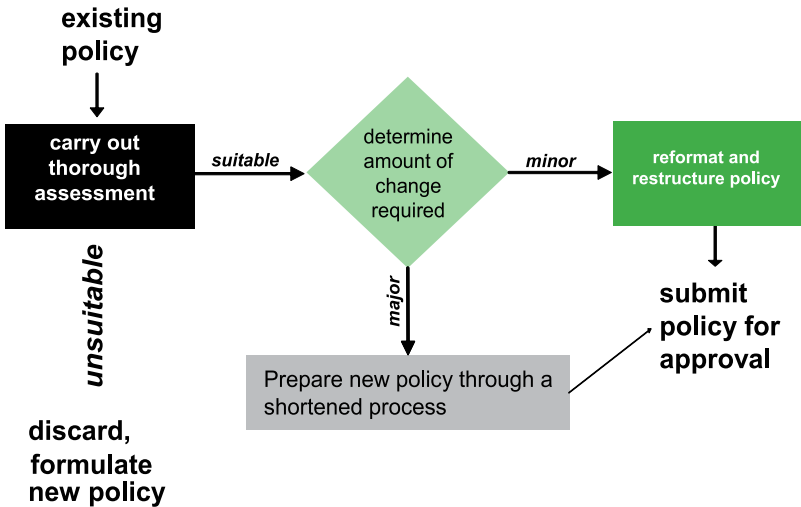 existing
policy
carry out
thorough
assessment
suitable
determine
amount of
change
required
minor
reformat and
restructure policy
unsuitable
major
submit
policy for
approval
Prepare new policy through a
shortened process
discard,
formulate
new policy